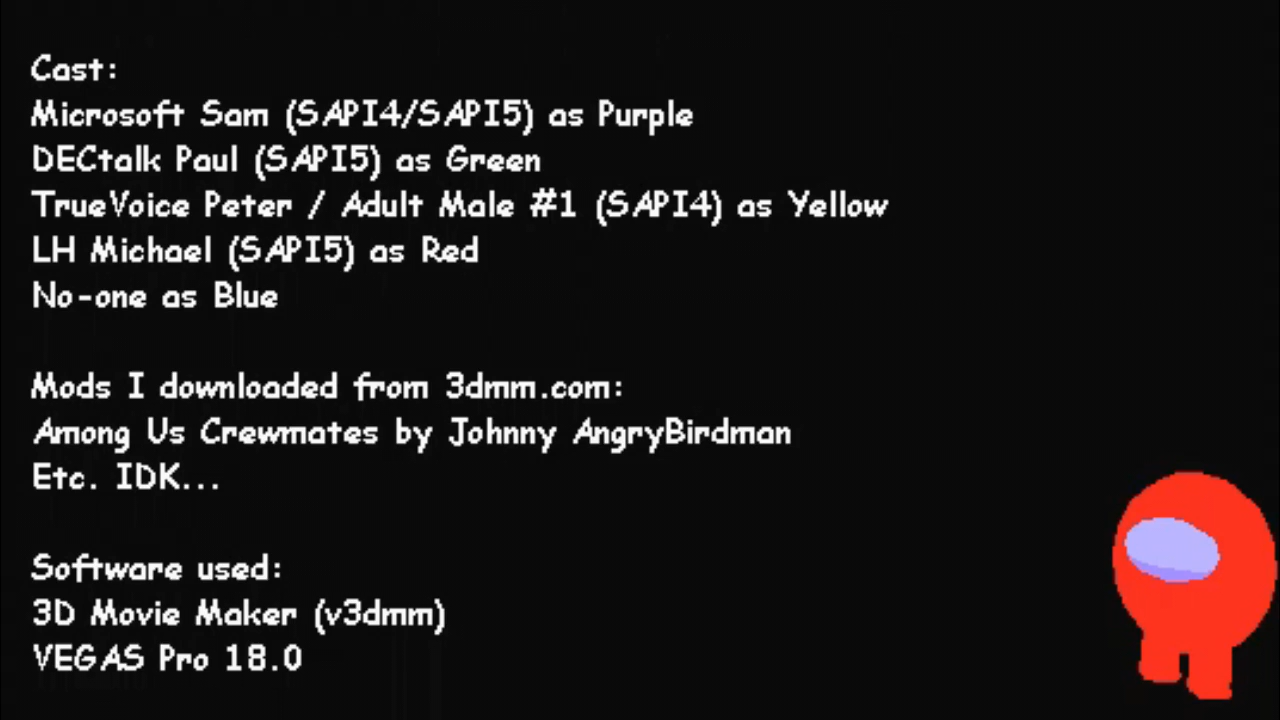 Cast:
Microsoft Sam (SAPI4/SAPI5) as Purple
DECtalk Paul (SAPI5) as Green
TrueVoice Peter / Adult Male #1 (SAPI4) as Yellow
LH Michael (SAPI5) as Red
No-one as Blue
Mods I downloaded from 3dmm.com:
Among Us Crewmates by Johnny AngryBirdman
Etc. IDK...
Software used:
3D Movie Maker (v3dmm)
VEGAS Pro 18.0